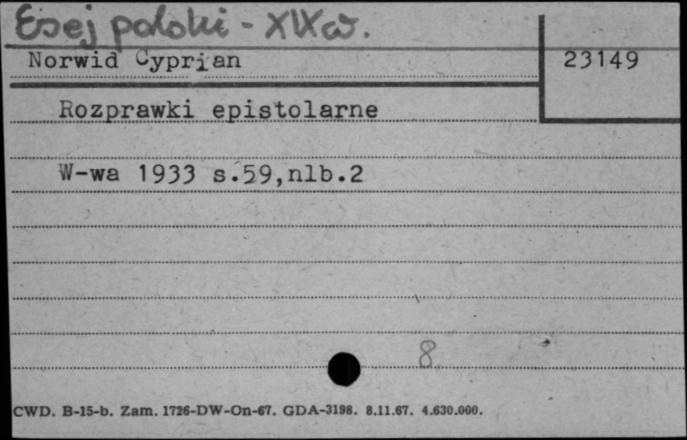 Esej polski - XIX w.
Norwid Cyprian
23149
Rozprawki epistolarne
W-wa 1933 s.59,nlb.2
8
CWD. B-15-b. Zam. 1726-DW-On-67. GDA-3198. 8.11.67. 4.630.000.